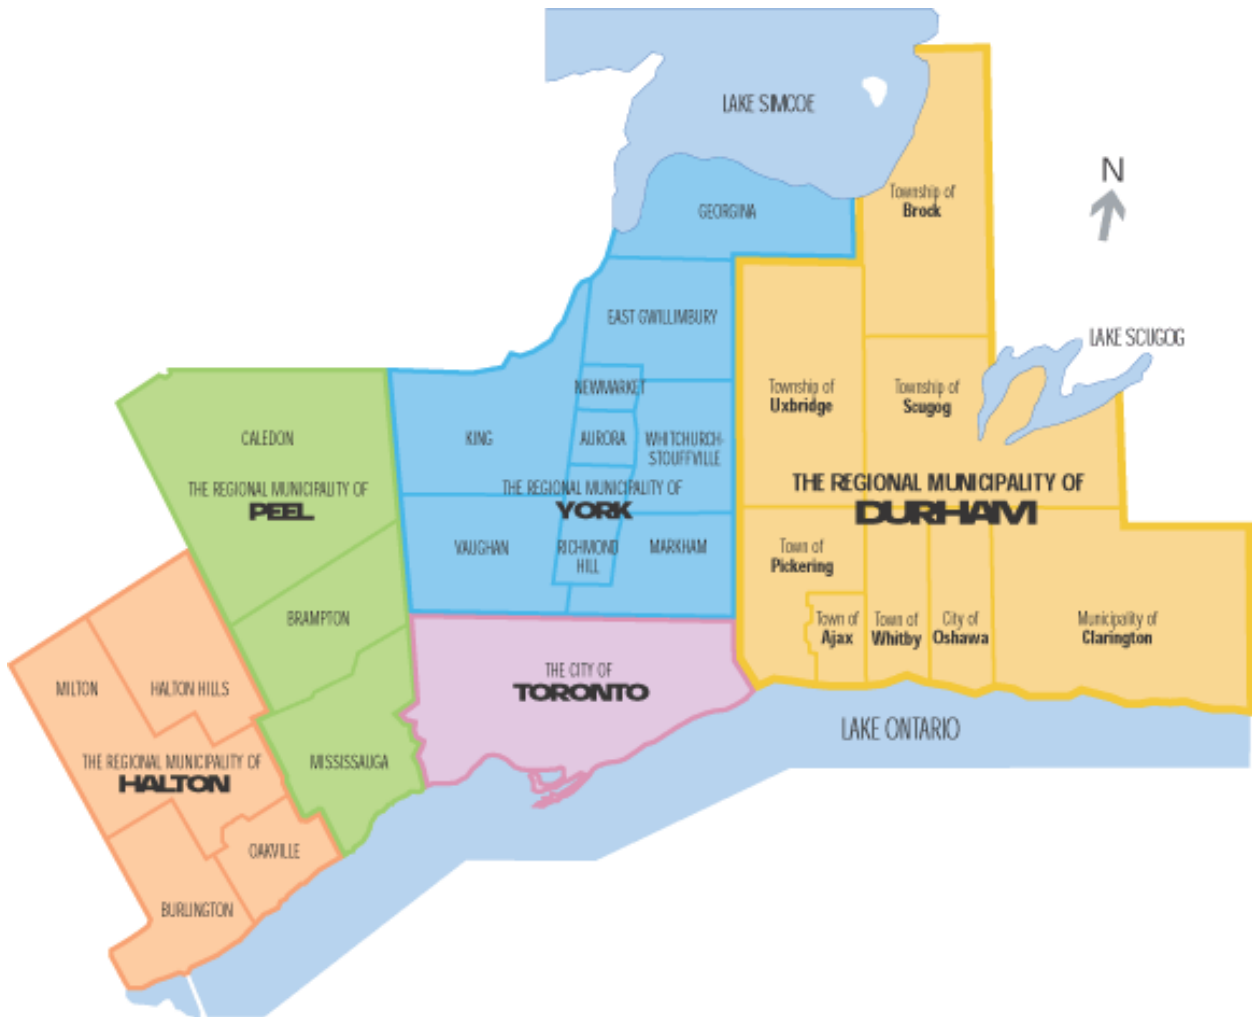 LAKE SIMCOE
N
Township of
Brock
GEORGINA
EAST GWILLIMBURY
LAKE SCUGOG
NEWMARKET
Township of
Uxbridge
Township of
Scugog
CALEDON
KING
AURORA
WHITCHURCH-
STOUFFVILLE
THE REGIONAL MUNICIPALITY OF
PEEL
THE REGIONAL MUNICIPALITY OF
YORK
THE REGIONAL MUNICIPALITY OF
DURHAM
VAUGHAN
RICHMOND
HILL
MARKHAM
Town of
Pickering
BRAMPTON
Town of
Ajax
Town of
Whitby
City of
Oshawa
Municipality of
Clarington
MILTON
HALTON HILLS
THE CITY OF
TORONTO
LAKE ONTARIO
THE REGIONAL MUNICIPALITY OF
HALTON
MISSISSAUGA
OAKVILLE
BURLINGTON